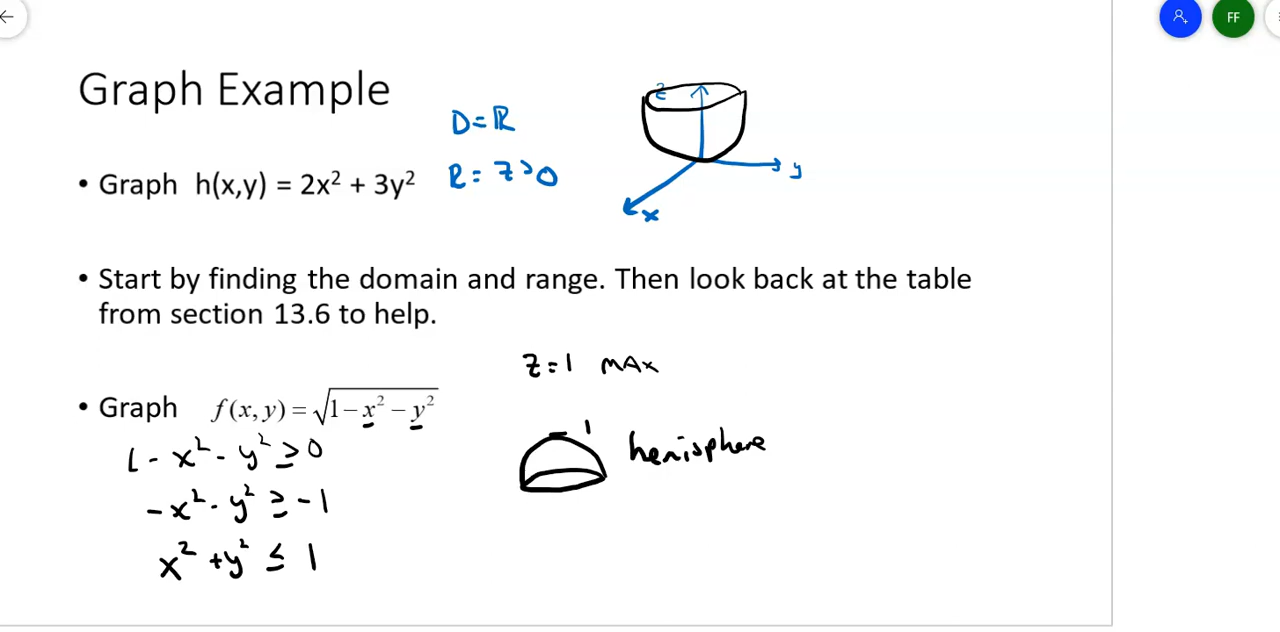 FF
Graph Example
D = ℝ
z
• Graph h(x,y) = 2x² + 3y²
R = z > 0
y
x
• Start by finding the domain and range. Then look back at the table
from section 13.6 to help.
z = 1 MAX
• Graph f(x, y) = √(1 − x² − y²)
1
hemisphere
1 - x² - y² ≥ 0
-x² - y² ≥ -1
x² + y² ≤ 1